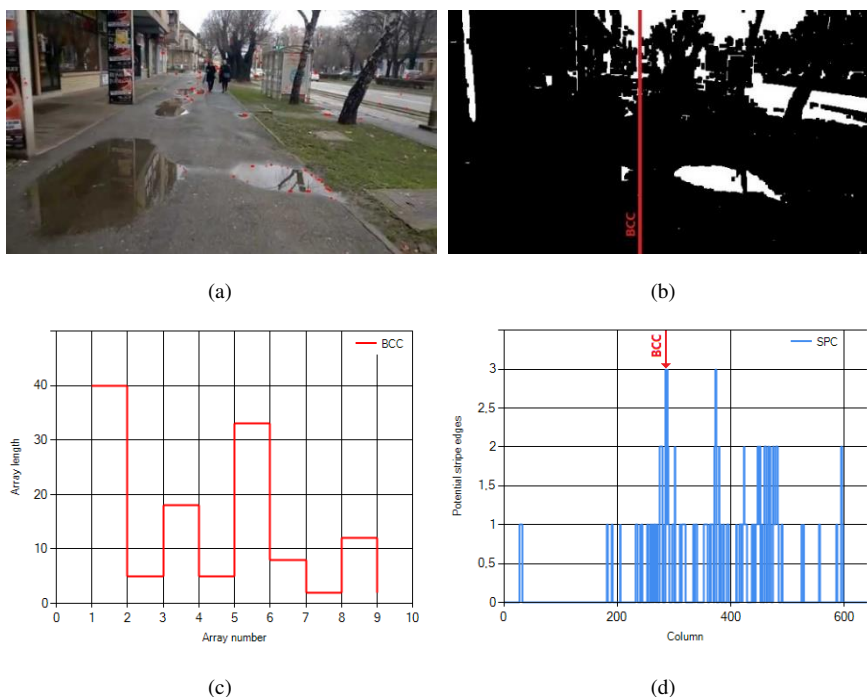 BCC
(a)
(b)
BCC
40
30
20
10
0
Array length
0 1 2 3 4 5 6 7 8 9 10
Array number
BCC
SPC
3
2.5
2
1.5
1
0.5
0
Potential stripe edges
0 200 400 600
Column
(c)
(d)